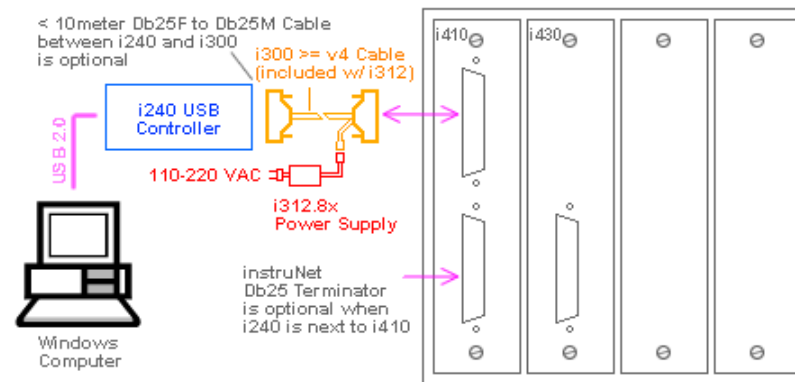 < 10meter Db25F to Db25M Cable
between i240 and i300
is optional
i300 >= v4 Cable
(included w/ i312)
i410
i430
i240 USB
Controller
USB 2.0
110-220 VAC
i312.8x
Power Supply
instruNet
Db25 Terminator
is optional when
i240 is next to i410
Windows
Computer